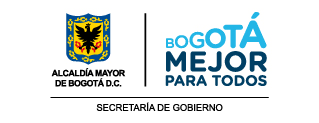 ALCALDÍA MAYOR
DE BOGOTÁ D.C.
BOGOTÁ
MEJOR
PARA TODOS
SECRETARÍA DE GOBIERNO